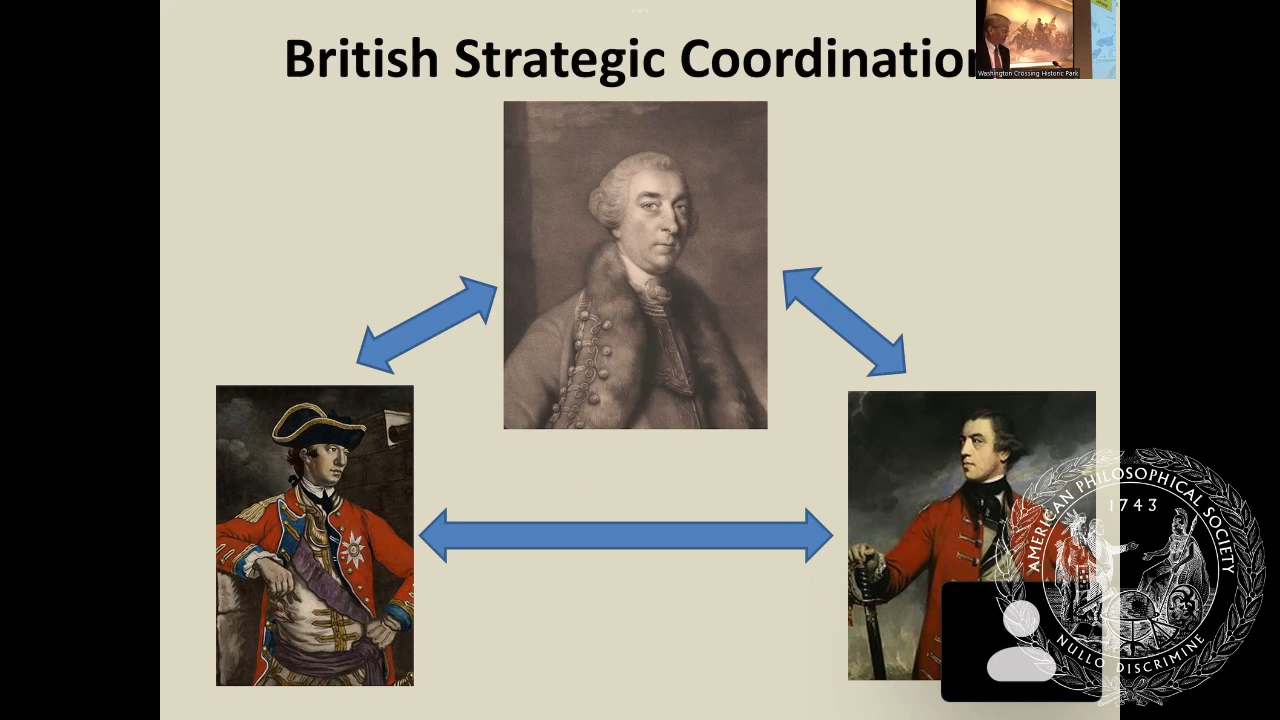 British Strategic Coordination
Washington Crossing Historic Park
AMERICAN PHILOSOPHICAL SOCIETY
1743
NULLO DISCRIMINE